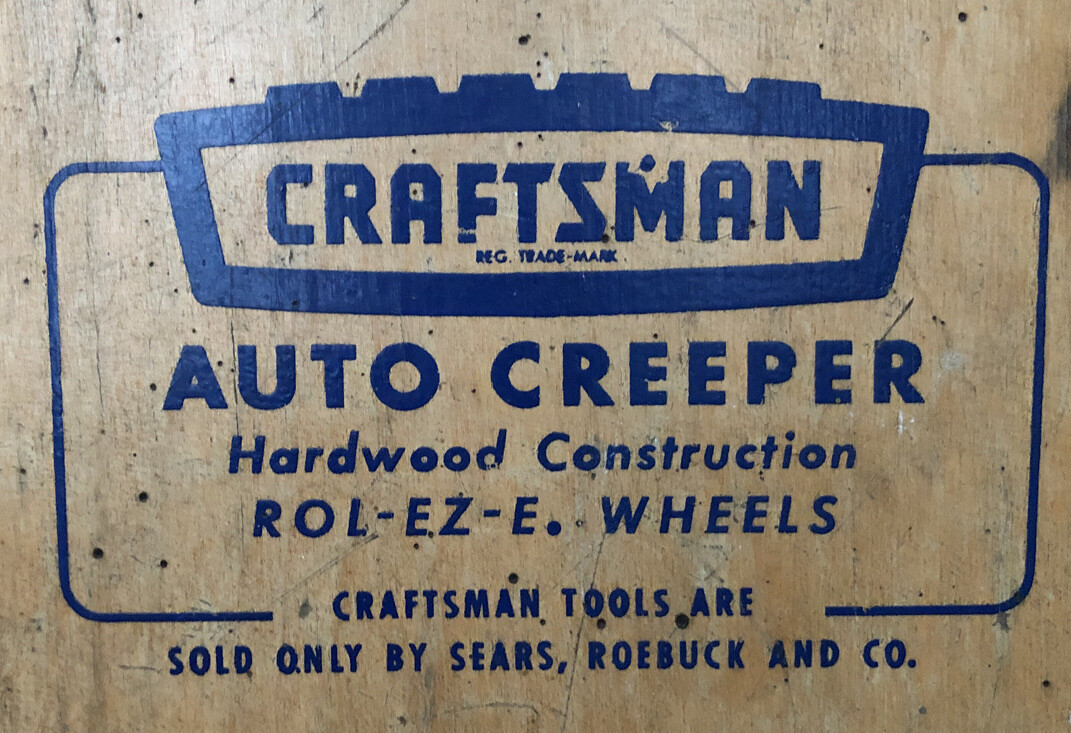 CRAFTSMAN
REG. TRADE-MARK
AUTO CREEPER
Hardwood Construction
ROL-EZ-E. WHEELS
CRAFTSMAN TOOLS ARE
SOLD ONLY BY SEARS, ROEBUCK AND CO.